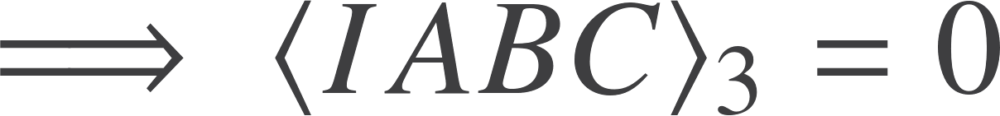 ⟹ ⟨IABC⟩₃ = 0